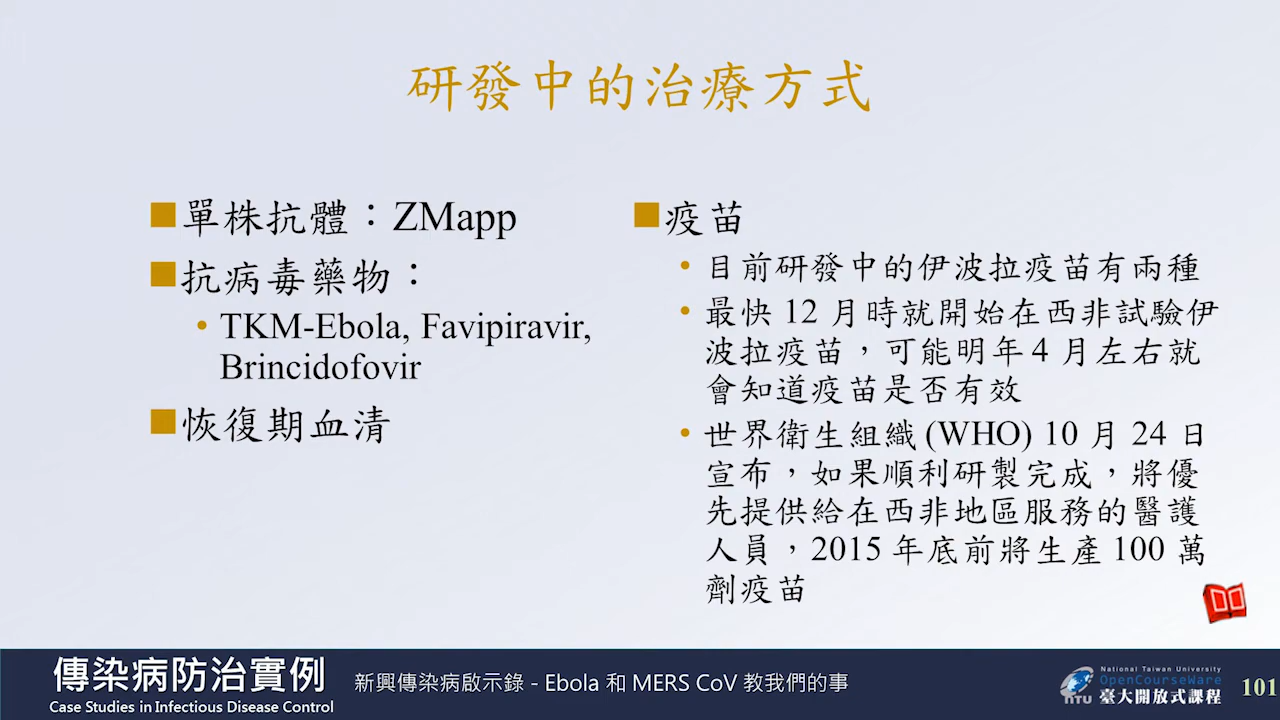 研發中的治療方式
單株抗體：ZMapp
抗病毒藥物：
TKM-Ebola, Favipiravir,
Brincidofovir
恢復期血清
疫苗
目前研發中的伊波拉疫苗有兩種
最快 12 月時就開始在西非試驗伊
波拉疫苗，可能明年 4 月左右就
會知道疫苗是否有效
世界衛生組織 (WHO) 10 月 24 日
宣布，如果順利研製完成，將優
先提供給在西非地區服務的醫護
人員，2015 年底前將生產 100 萬
劑疫苗
傳染病防治實例
Case Studies in Infectious Disease Control
新興傳染病啟示錄 - Ebola 和 MERS CoV 教我們的事
National Taiwan University
OpenCourseWare
NTU 臺大開放式課程
101